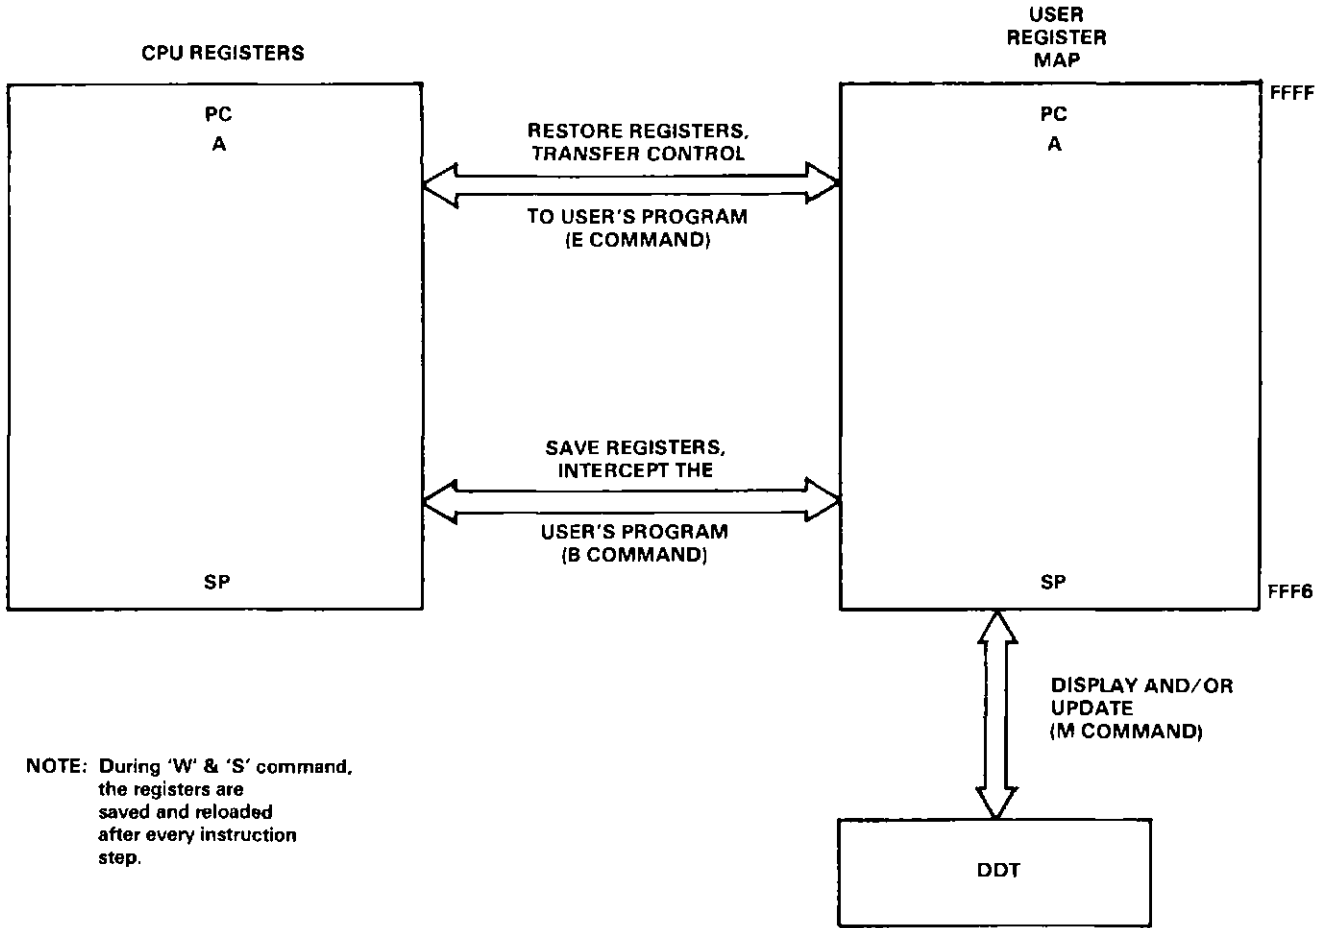 CPU REGISTERS
USER
REGISTER
MAP
PC
A
SP
RESTORE REGISTERS,
TRANSFER CONTROL
TO USER'S PROGRAM
(E COMMAND)
SAVE REGISTERS,
INTERCEPT THE
USER'S PROGRAM
(B COMMAND)
FFFF
PC
A
SP
FFF6
DISPLAY AND/OR
UPDATE
(M COMMAND)
DDT
NOTE: During 'W' & 'S' command,
the registers are
saved and reloaded
after every instruction
step.